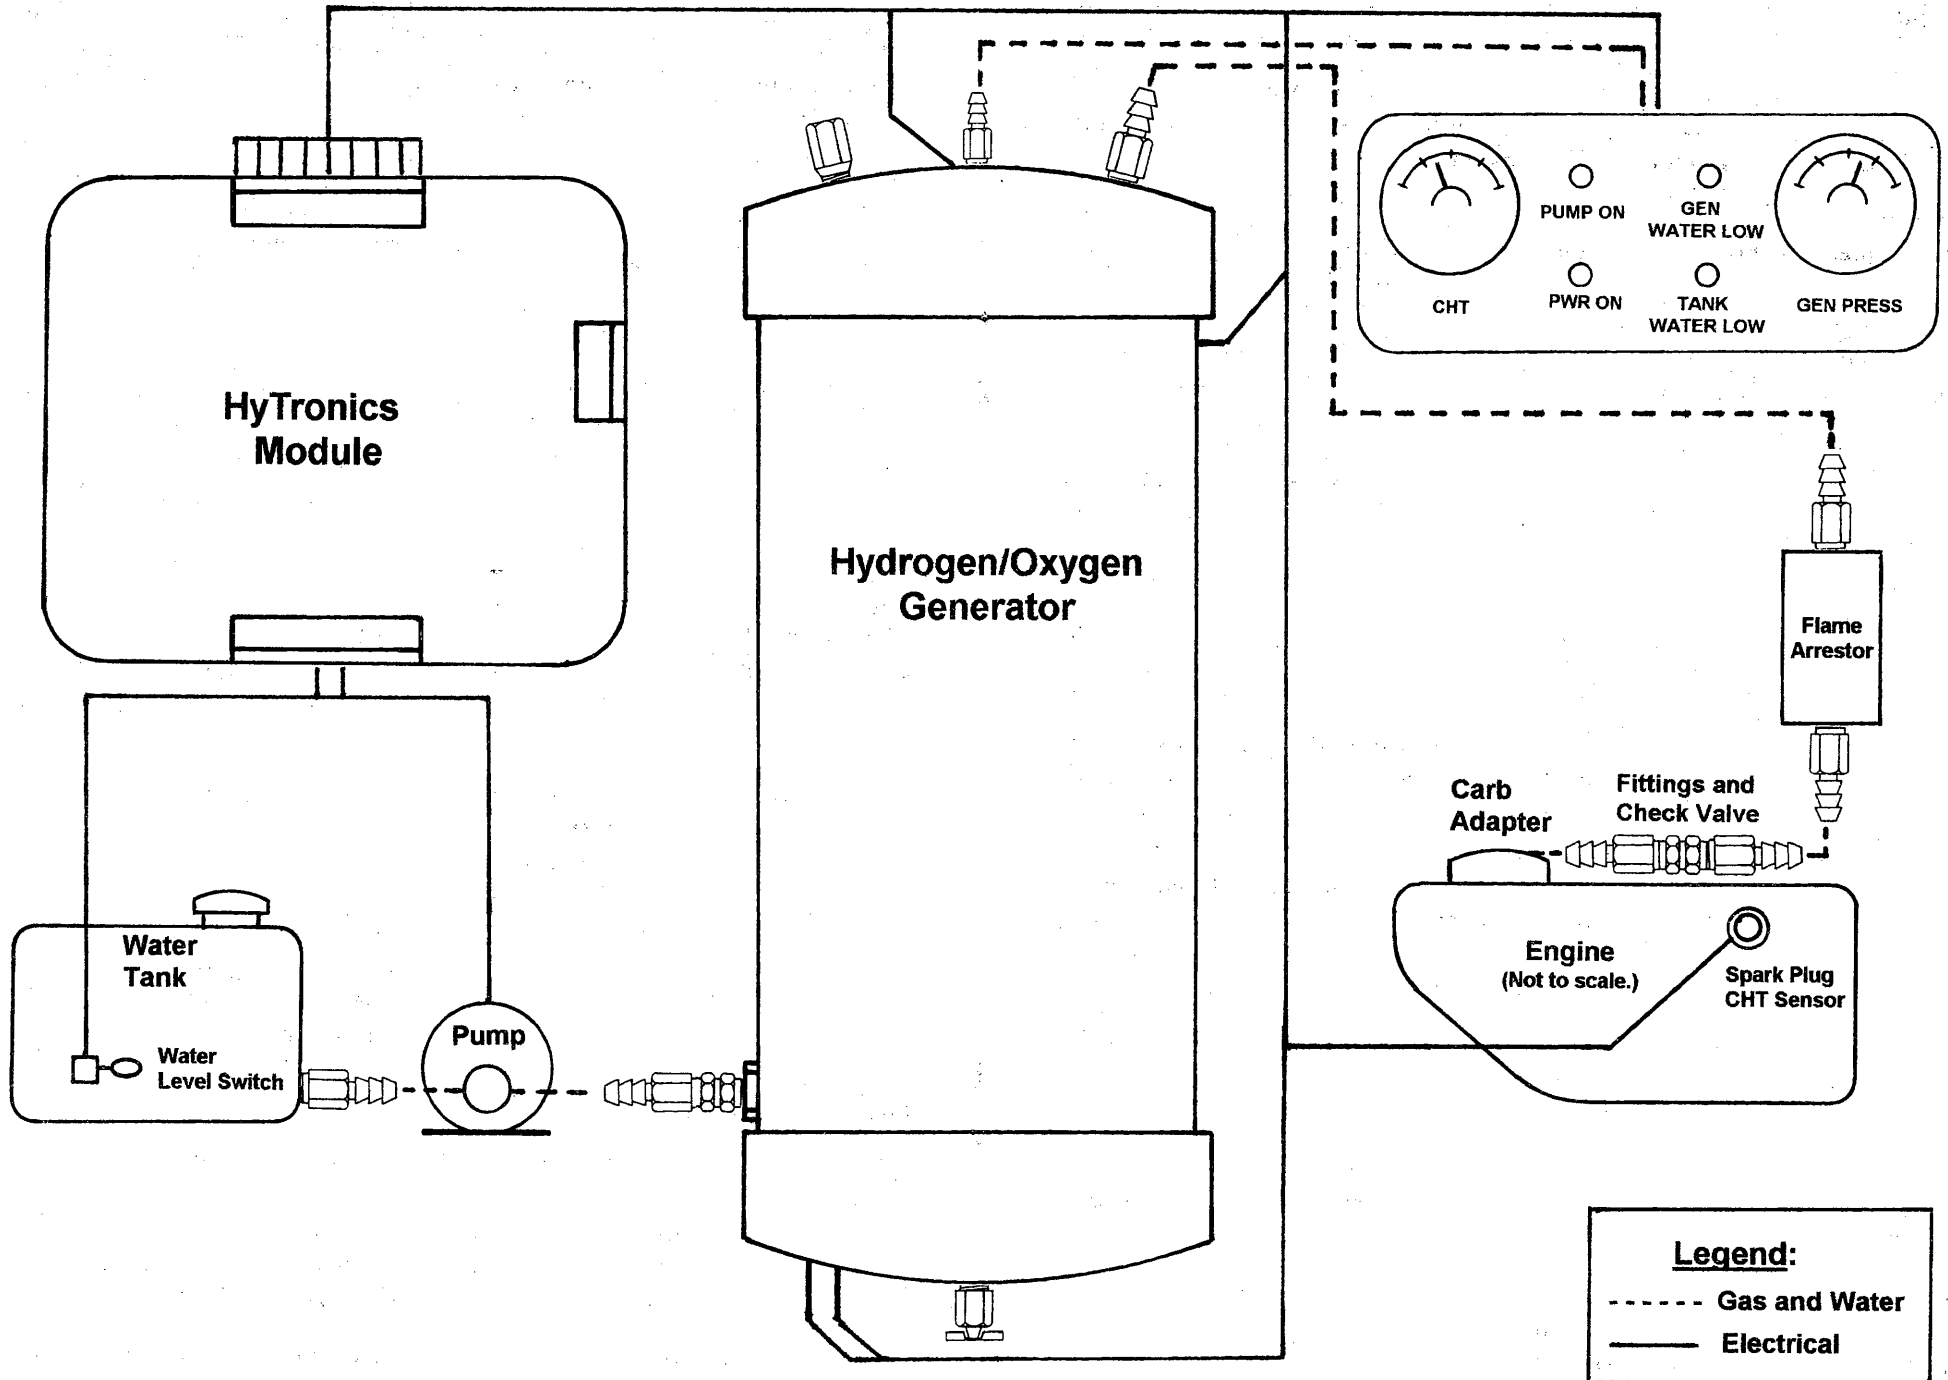 HyTronics
Module
Hydrogen/Oxygen
Generator
PUMP ON
GEN
WATER LOW
CHT
PWR ON
TANK
WATER LOW
GEN PRESS
Flame
Arrestor
Carb
Adapter
Fittings and
Check Valve
Engine
(Not to scale.)
Spark Plug
CHT Sensor
Water
Tank
Water
Level Switch
Pump
Legend:
Gas and Water
Electrical